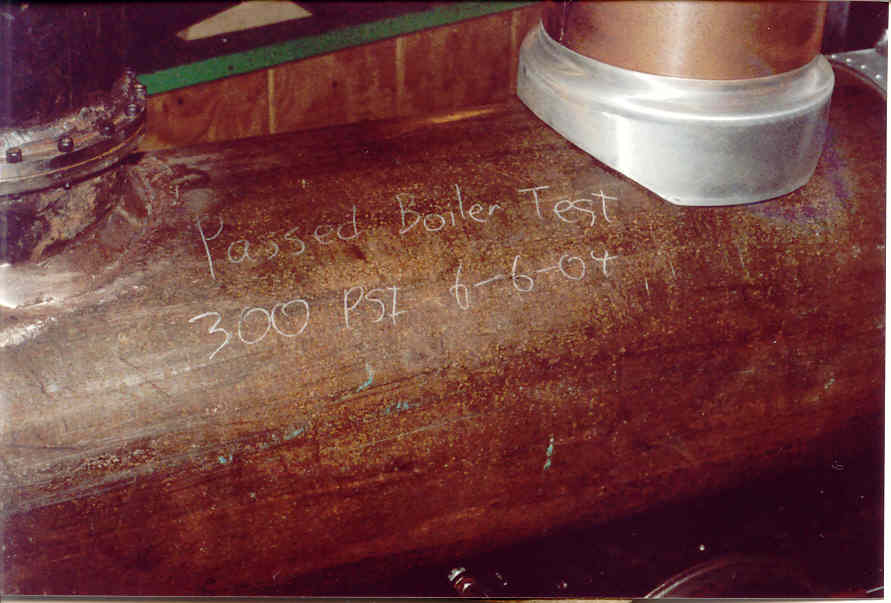 Passed Boiler Test
300 PSI 6-6-04